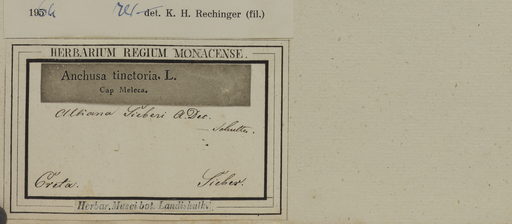 det. K. H. Rechinger (fil.)
HERBARIUM REGIUM MONACENSE.
Anchusa tinctoria. L.
Cap Meleca.
Alkana Sieberi A. Dec.
Schultes.
Creta. Sieber.
Herbar. Musei bot. Landishuth.